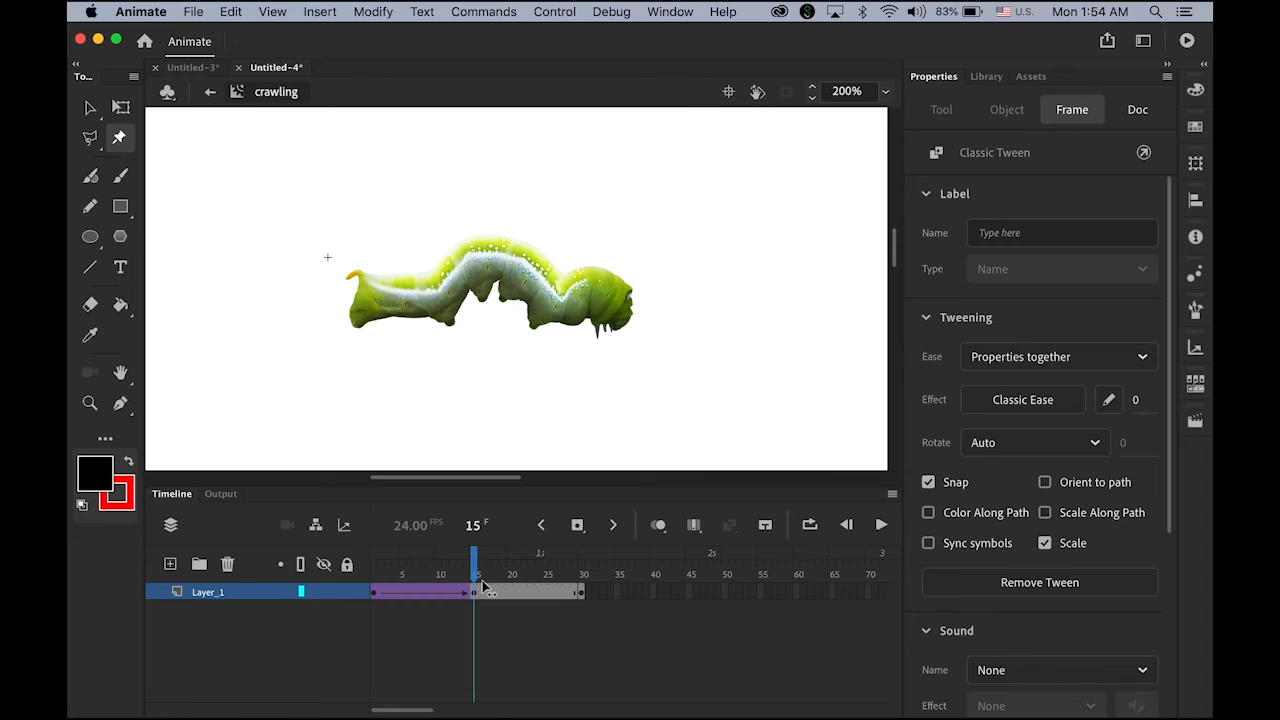 Animate File Edit View Insert Modify Text Commands Control Debug Window Help 83% U.S. Mon 1:54 AM
Animate
Untitled-3* Untitled-4*
To...
crawling
200%
Properties Library Assets
Tool Object Frame Doc
Classic Tween
Label
Name Type here
Type Name
Tweening
Ease Properties together
Effect Classic Ease 0
Rotate Auto 0
Snap Orient to path
Color Along Path Scale Along Path
Sync symbols Scale
Remove Tween
Sound
Name None
Effect None
Timeline Output
24.00 FPS 15 F
1s 2s 3
5 10 15 20 25 30 35 40 45 50 55 60 65 70
Layer_1